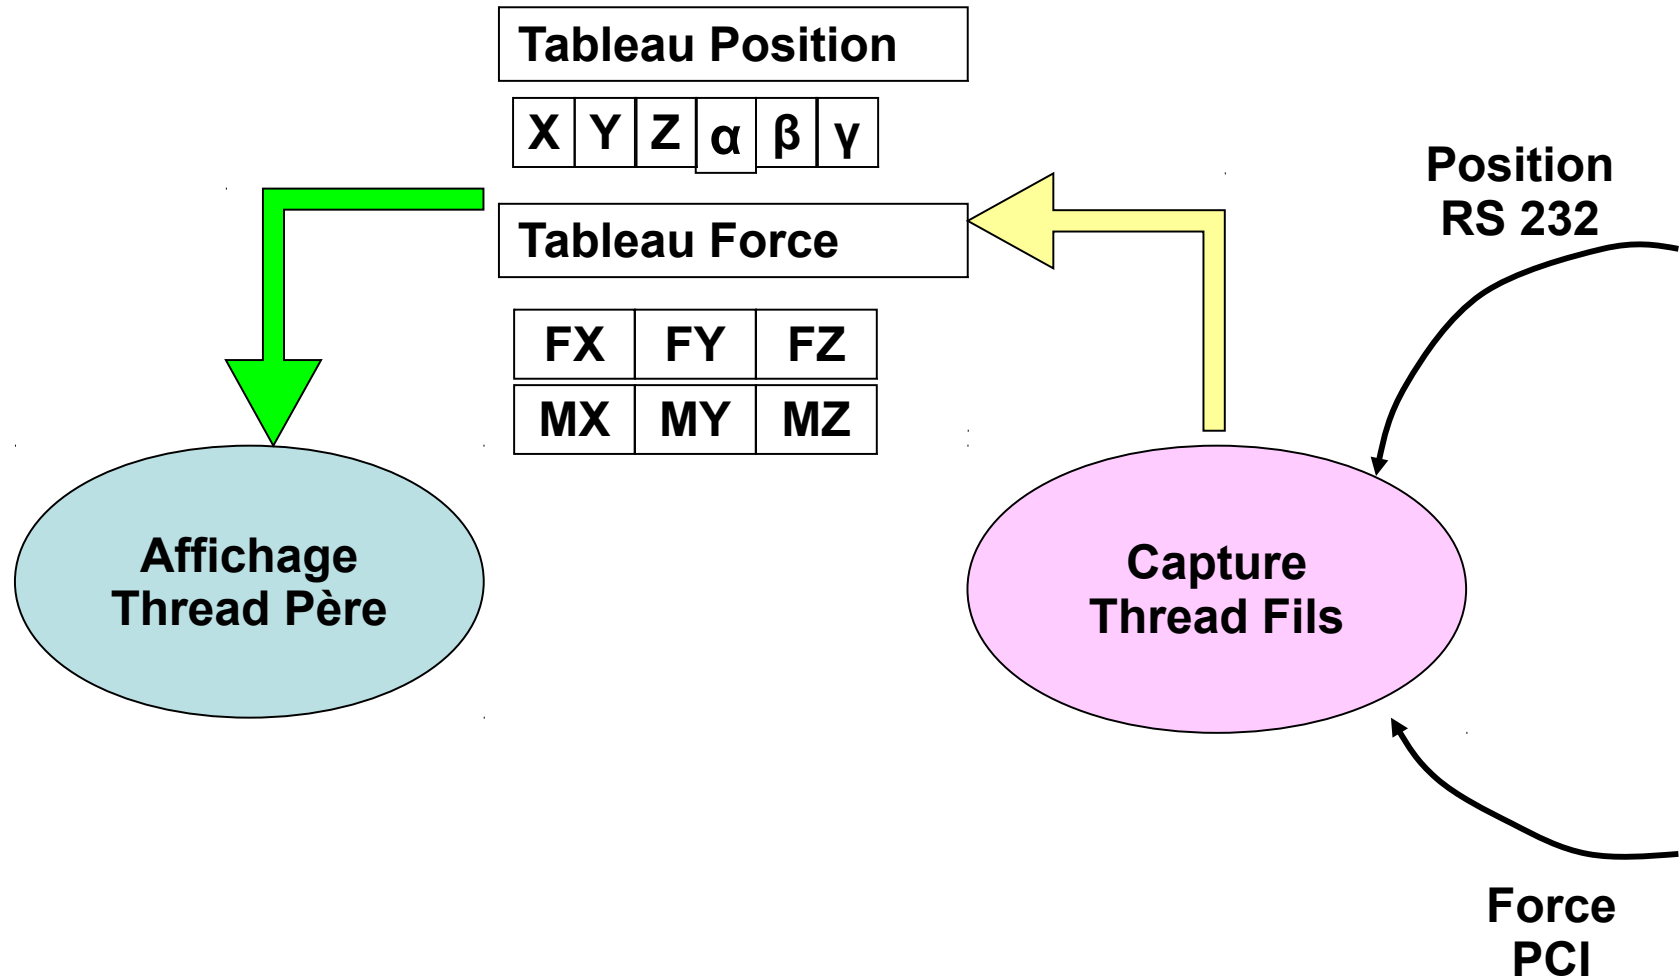 Tableau Position
X Y Z α β γ
Position
RS 232
Tableau Force
FX FY FZ
MX MY MZ
Affichage
Thread Père
Capture
Thread Fils
Force
PCI